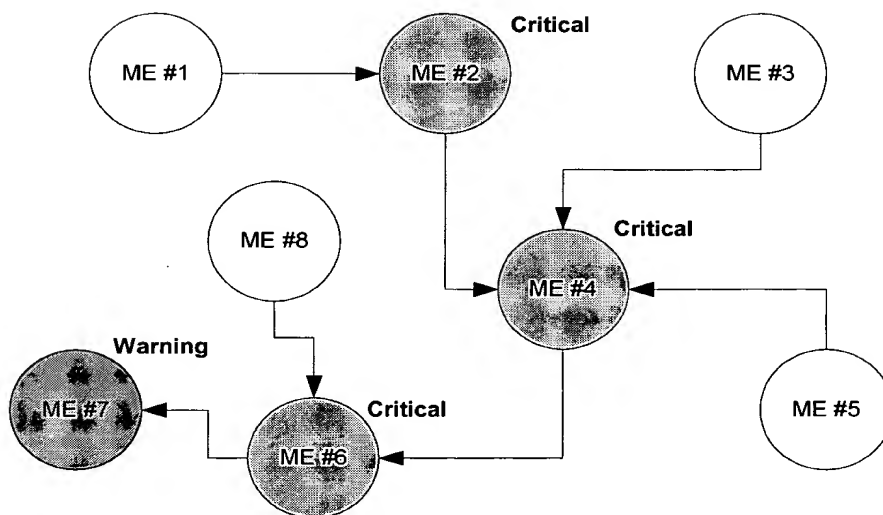 Critical
ME #1
ME #2
ME #3
ME #8
Critical
ME #4
Warning
ME #7
Critical
ME #5
ME #6